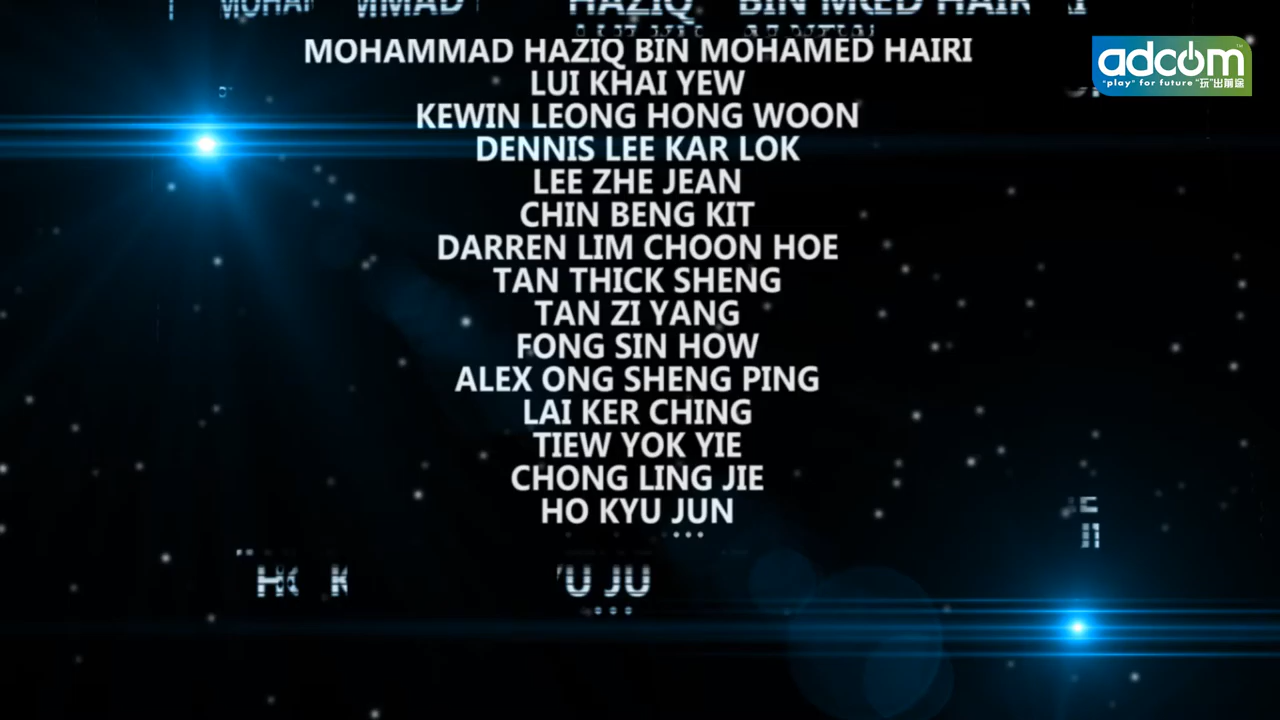 MOHAMMAD HAZIQ BIN MOHAMED HAIRI
LUI KHAI YEW
KEWIN LEONG HONG WOON
DENNIS LEE KAR LOK
LEE ZHE JEAN
CHIN BENG KIT
DARREN LIM CHOON HOE
TAN THICK SHENG
TAN ZI YANG
FONG SIN HOW
ALEX ONG SHENG PING
LAI KER CHING
TIEW YOK YIE
CHONG LING JIE
HO KYU JUN
adcom™
"play" for future "玩"出前途